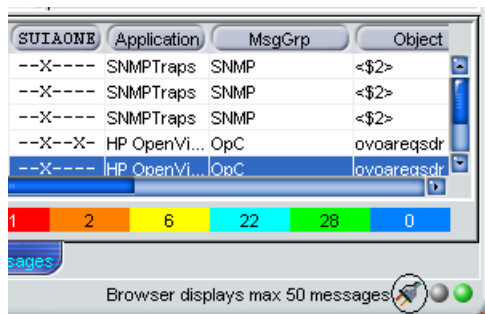 SUIAONE Application MsgGrp Object
--X---- SNMPTraps SNMP <$2>
--X---- SNMPTraps SNMP <$2>
--X---- SNMPTraps SNMP <$2>
--X--X- HP OpenVi... OpC ovoareqsdr
--X---- HP OpenVi... OpC ovoareqsdr
1 2 6 22 28 0
sages
Browser displays max 50 messages